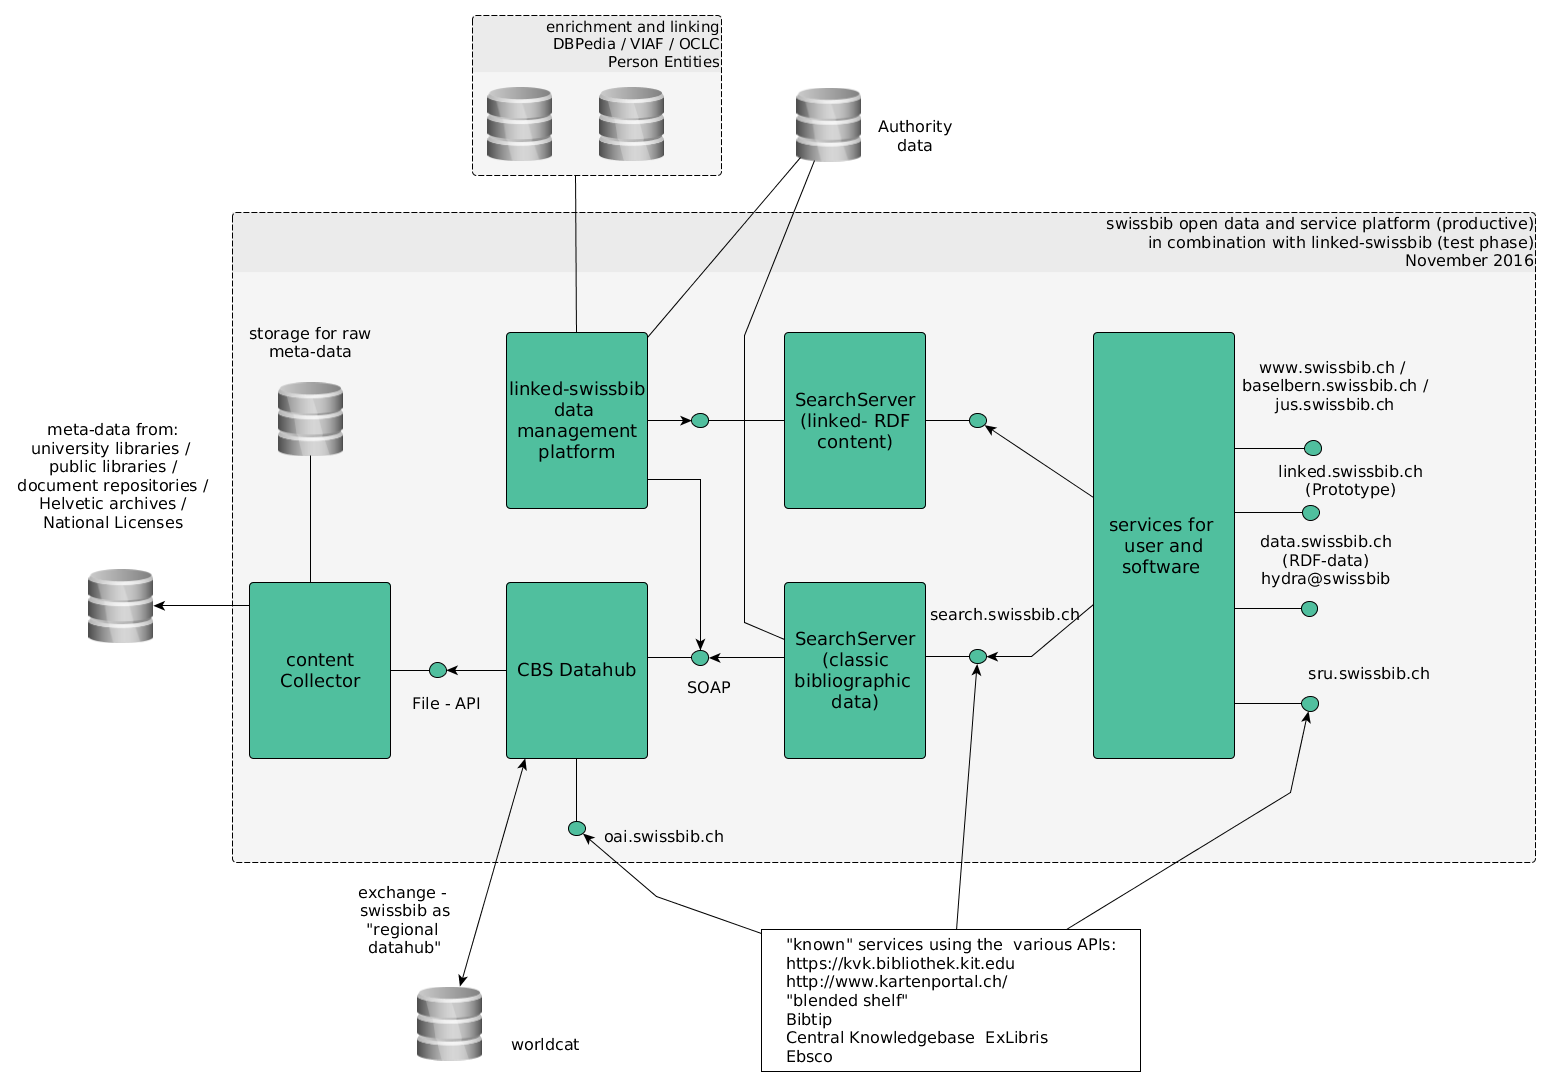 enrichment and linking
DBPedia / VIAF / OCLC
Person Entities
Authority
data
swissbib open data and service platform (productive)
in combination with linked-swissbib (test phase)
November 2016
storage for raw
meta-data
meta-data from:
university libraries /
public libraries /
document repositories /
Helvetic archives /
National Licenses
linked-swissbib
data
management
platform
SearchServer
(linked- RDF
content)
services for
user and
software
www.swissbib.ch /
baselbern.swissbib.ch /
jus.swissbib.ch
linked.swissbib.ch
(Prototype)
data.swissbib.ch
(RDF-data)
hydra@swissbib
sru.swissbib.ch
content
Collector
File - API
CBS Datahub
SOAP
SearchServer
(classic
bibliographic
data)
search.swissbib.ch
oai.swissbib.ch
exchange -
swissbib as
"regional
datahub"
worldcat
"known" services using the  various APIs:
https://kvk.bibliothek.kit.edu
http://www.kartenportal.ch/
"blended shelf"
Bibtip
Central Knowledgebase  ExLibris
Ebsco